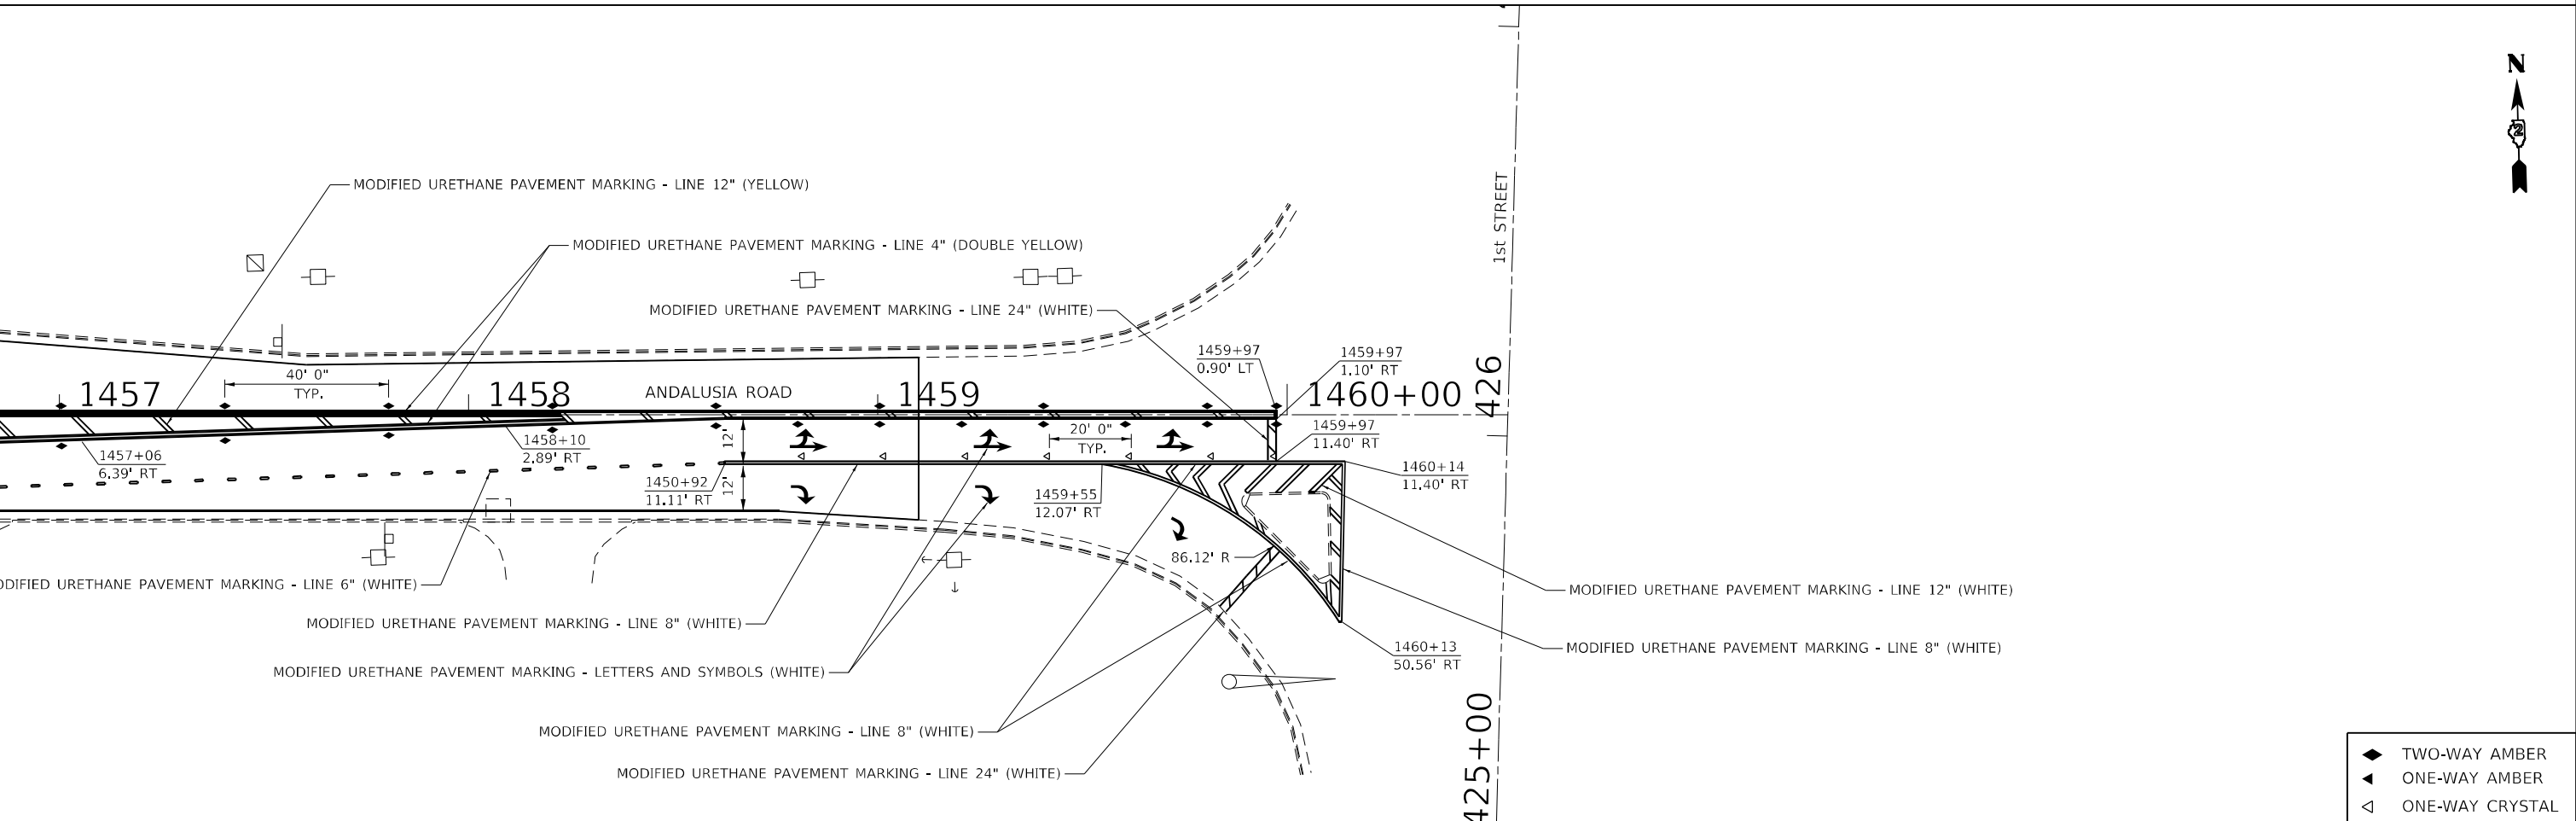 N
2
MODIFIED URETHANE PAVEMENT MARKING - LINE 12" (YELLOW)
1st STREET
MODIFIED URETHANE PAVEMENT MARKING - LINE 4" (DOUBLE YELLOW)
MODIFIED URETHANE PAVEMENT MARKING - LINE 24" (WHITE)
1459+97
0.90' LT
1459+97
1.10' RT
40' 0"
TYP.
1457
1458
ANDALUSIA ROAD
1459
1460+00
426
1458+10
2.89' RT
12'
20' 0"
TYP.
1459+97
11.40' RT
1457+06
6.39' RT
1450+92
11.11' RT
12'
1459+55
12.07' RT
1460+14
11.40' RT
86.12' R
ODIFIED URETHANE PAVEMENT MARKING - LINE 6" (WHITE)
MODIFIED URETHANE PAVEMENT MARKING - LINE 12" (WHITE)
MODIFIED URETHANE PAVEMENT MARKING - LINE 8" (WHITE)
1460+13
50.56' RT
MODIFIED URETHANE PAVEMENT MARKING - LINE 8" (WHITE)
MODIFIED URETHANE PAVEMENT MARKING - LETTERS AND SYMBOLS (WHITE)
MODIFIED URETHANE PAVEMENT MARKING - LINE 8" (WHITE)
MODIFIED URETHANE PAVEMENT MARKING - LINE 24" (WHITE)
425+00
TWO-WAY AMBER
ONE-WAY AMBER
ONE-WAY CRYSTAL